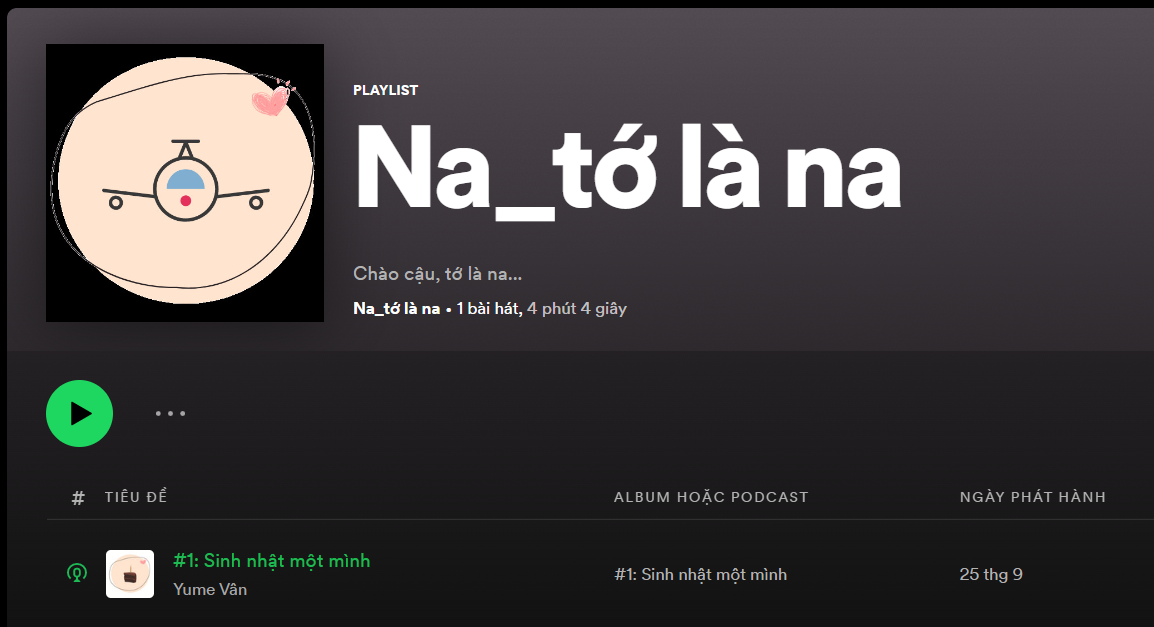 PLAYLIST
Na_tớ là na
Chào cậu, tớ là na...
Na_tớ là na • 1 bài hát, 4 phút 4 giây
# TIÊU ĐỀ ALBUM HOẶC PODCAST NGÀY PHÁT HÀNH
#1: Sinh nhật một mình
Yume Vân
#1: Sinh nhật một mình 25 thg 9